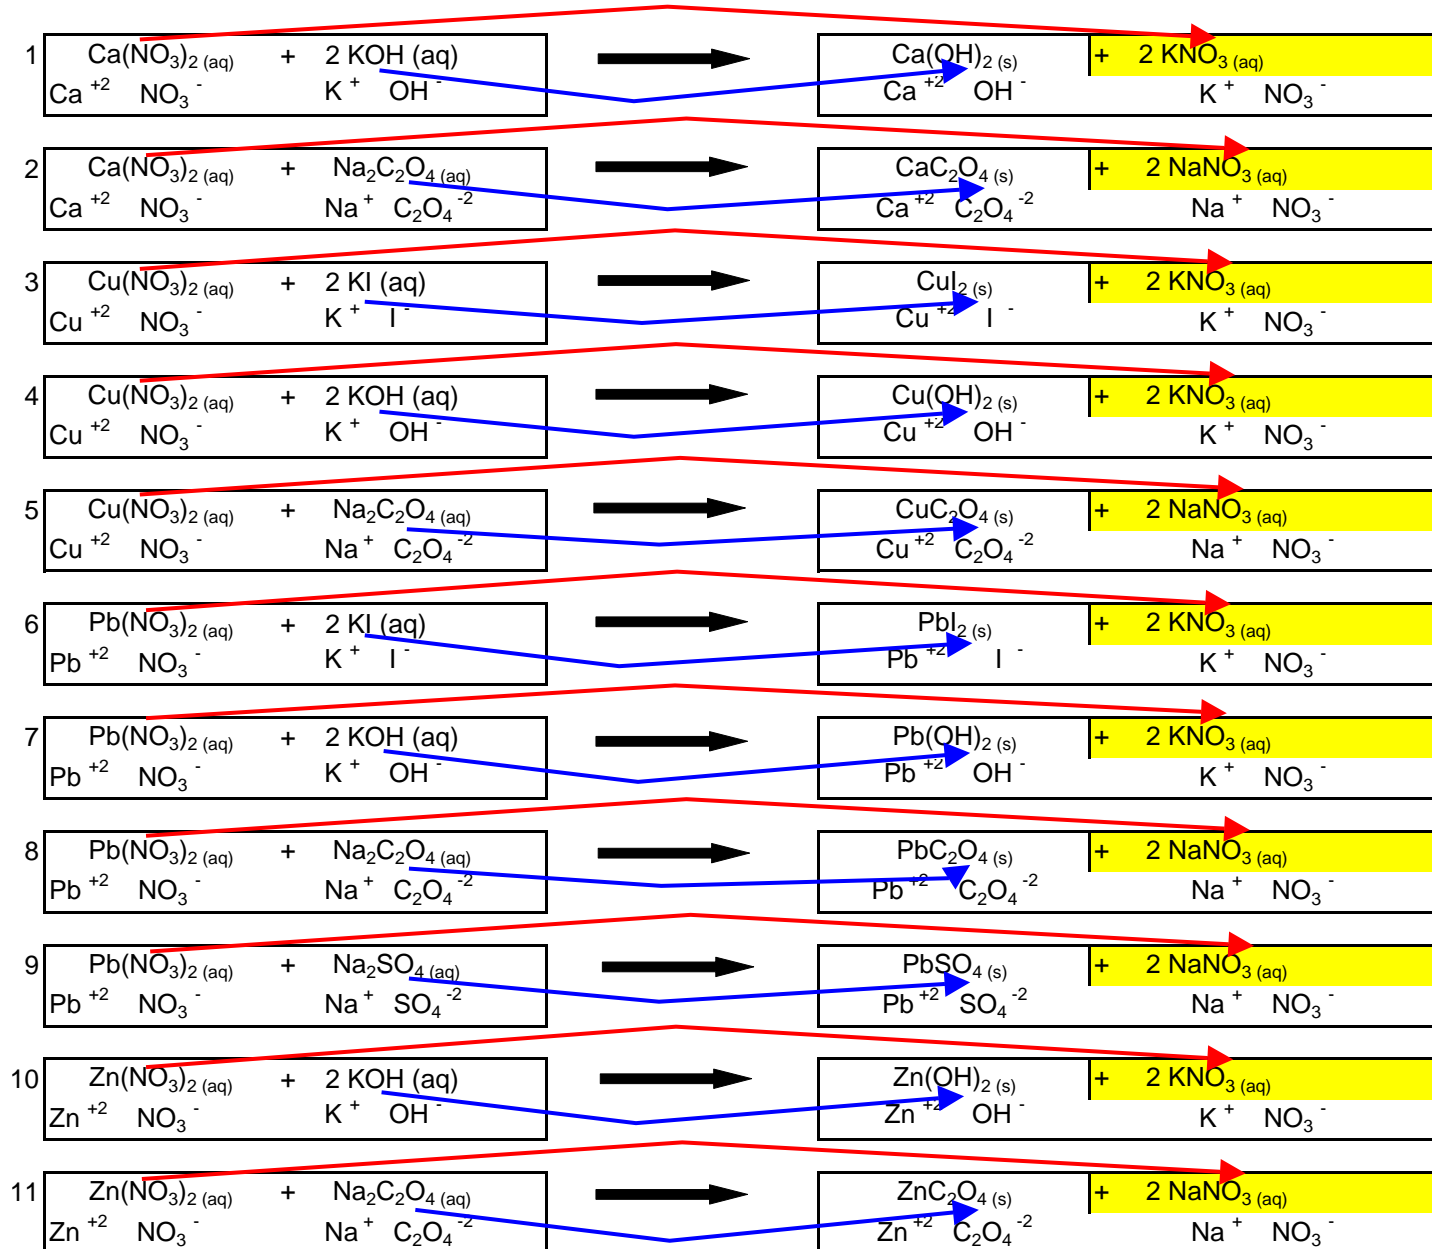 1 Ca(NO₃)₂ (aq) + 2 KOH (aq) Ca(OH)₂ (s) + 2 KNO₃ (aq)
Ca ⁺² NO₃ ⁻ K ⁺ OH ⁻ Ca ⁺² OH ⁻ K ⁺ NO₃ ⁻
2 Ca(NO₃)₂ (aq) + Na₂C₂O₄ (aq) CaC₂O₄ (s) + 2 NaNO₃ (aq)
Ca ⁺² NO₃ ⁻ Na ⁺ C₂O₄ ⁻² Ca ⁺² C₂O₄ ⁻² Na ⁺ NO₃ ⁻
3 Cu(NO₃)₂ (aq) + 2 KI (aq) CuI₂ (s) + 2 KNO₃ (aq)
Cu ⁺² NO₃ ⁻ K ⁺ I ⁻ Cu ⁺² I ⁻ K ⁺ NO₃ ⁻
4 Cu(NO₃)₂ (aq) + 2 KOH (aq) Cu(OH)₂ (s) + 2 KNO₃ (aq)
Cu ⁺² NO₃ ⁻ K ⁺ OH ⁻ Cu ⁺² OH ⁻ K ⁺ NO₃ ⁻
5 Cu(NO₃)₂ (aq) + Na₂C₂O₄ (aq) CuC₂O₄ (s) + 2 NaNO₃ (aq)
Cu ⁺² NO₃ ⁻ Na ⁺ C₂O₄ ⁻² Cu ⁺² C₂O₄ ⁻² Na ⁺ NO₃ ⁻
6 Pb(NO₃)₂ (aq) + 2 KI (aq) PbI₂ (s) + 2 KNO₃ (aq)
Pb ⁺² NO₃ ⁻ K ⁺ I ⁻ Pb ⁺² I ⁻ K ⁺ NO₃ ⁻
7 Pb(NO₃)₂ (aq) + 2 KOH (aq) Pb(OH)₂ (s) + 2 KNO₃ (aq)
Pb ⁺² NO₃ ⁻ K ⁺ OH ⁻ Pb ⁺² OH ⁻ K ⁺ NO₃ ⁻
8 Pb(NO₃)₂ (aq) + Na₂C₂O₄ (aq) PbC₂O₄ (s) + 2 NaNO₃ (aq)
Pb ⁺² NO₃ ⁻ Na ⁺ C₂O₄ ⁻² Pb ⁺² C₂O₄ ⁻² Na ⁺ NO₃ ⁻
9 Pb(NO₃)₂ (aq) + Na₂SO₄ (aq) PbSO₄ (s) + 2 NaNO₃ (aq)
Pb ⁺² NO₃ ⁻ Na ⁺ SO₄ ⁻² Pb ⁺² SO₄ ⁻² Na ⁺ NO₃ ⁻
10 Zn(NO₃)₂ (aq) + 2 KOH (aq) Zn(OH)₂ (s) + 2 KNO₃ (aq)
Zn ⁺² NO₃ ⁻ K ⁺ OH ⁻ Zn ⁺² OH ⁻ K ⁺ NO₃ ⁻
11 Zn(NO₃)₂ (aq) + Na₂C₂O₄ (aq) ZnC₂O₄ (s) + 2 NaNO₃ (aq)
Zn ⁺² NO₃ ⁻ Na ⁺ C₂O₄ ⁻² Zn ⁺² C₂O₄ ⁻² Na ⁺ NO₃ ⁻